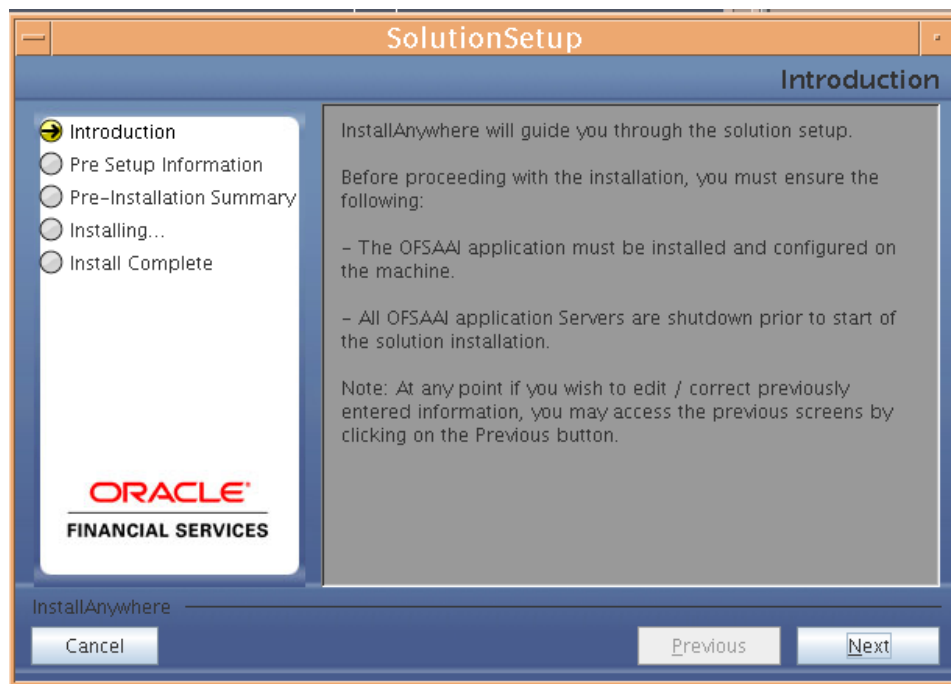 SolutionSetup
Introduction
Introduction
Pre Setup Information
Pre-Installation Summary
Installing...
Install Complete
ORACLE®
FINANCIAL SERVICES
InstallAnywhere will guide you through the solution setup.
Before proceeding with the installation, you must ensure the
following:
- The OFSAAI application must be installed and configured on
the machine.
- All OFSAAI application Servers are shutdown prior to start of
the solution installation.
Note: At any point if you wish to edit / correct previously
entered information, you may access the previous screens by
clicking on the Previous button.
InstallAnywhere
Cancel
Previous
Next